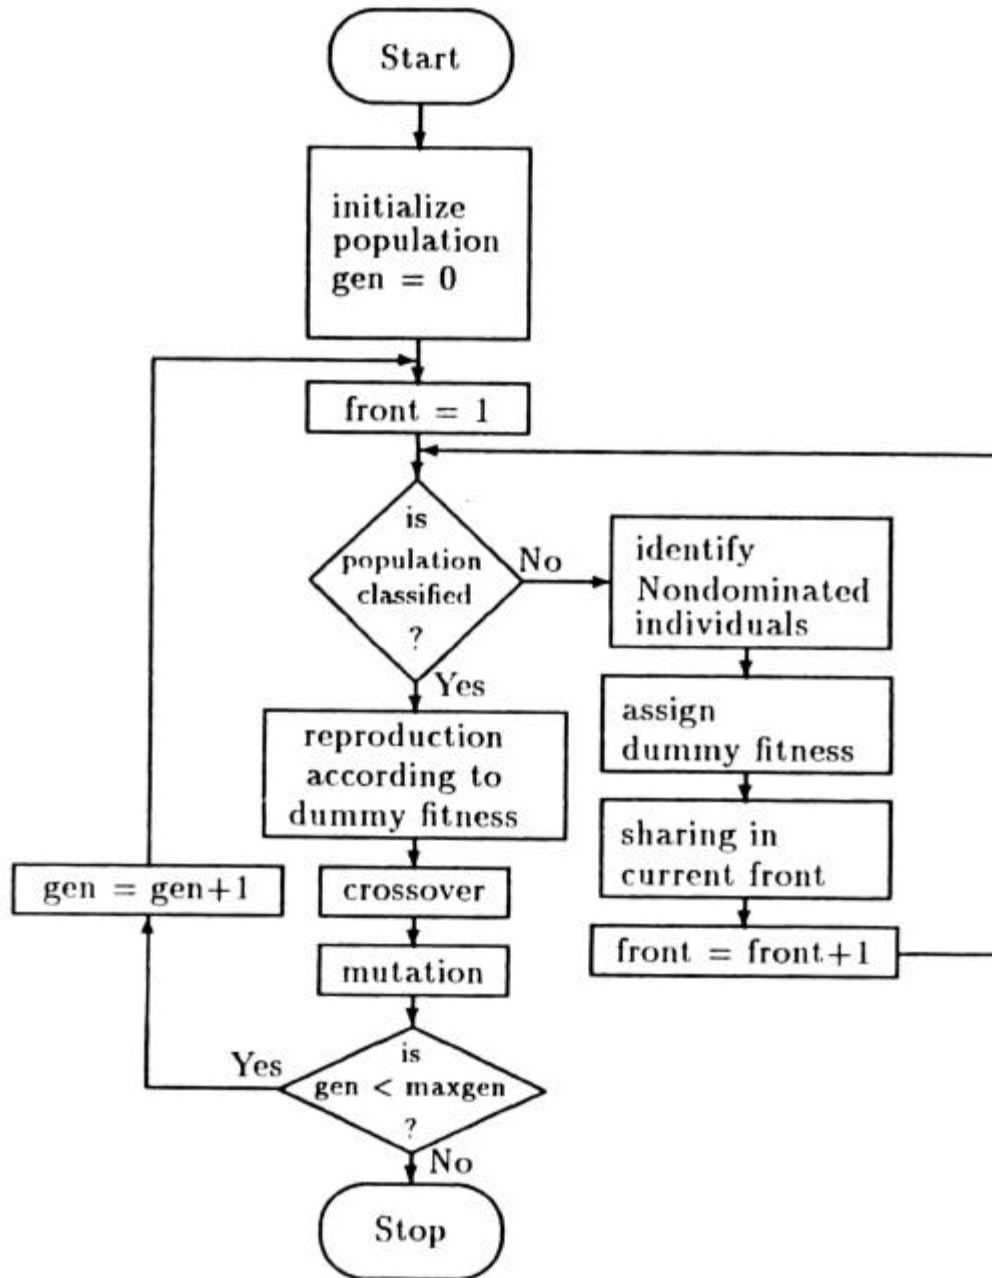 Start
initialize
population
gen = 0
front = 1
is
population
classified
?
No
Yes
identify
Nondominated
individuals
assign
dummy fitness
sharing in
current front
front = front+1
reproduction
according to
dummy fitness
crossover
mutation
is
gen < maxgen
?
Yes
gen = gen+1
No
Stop